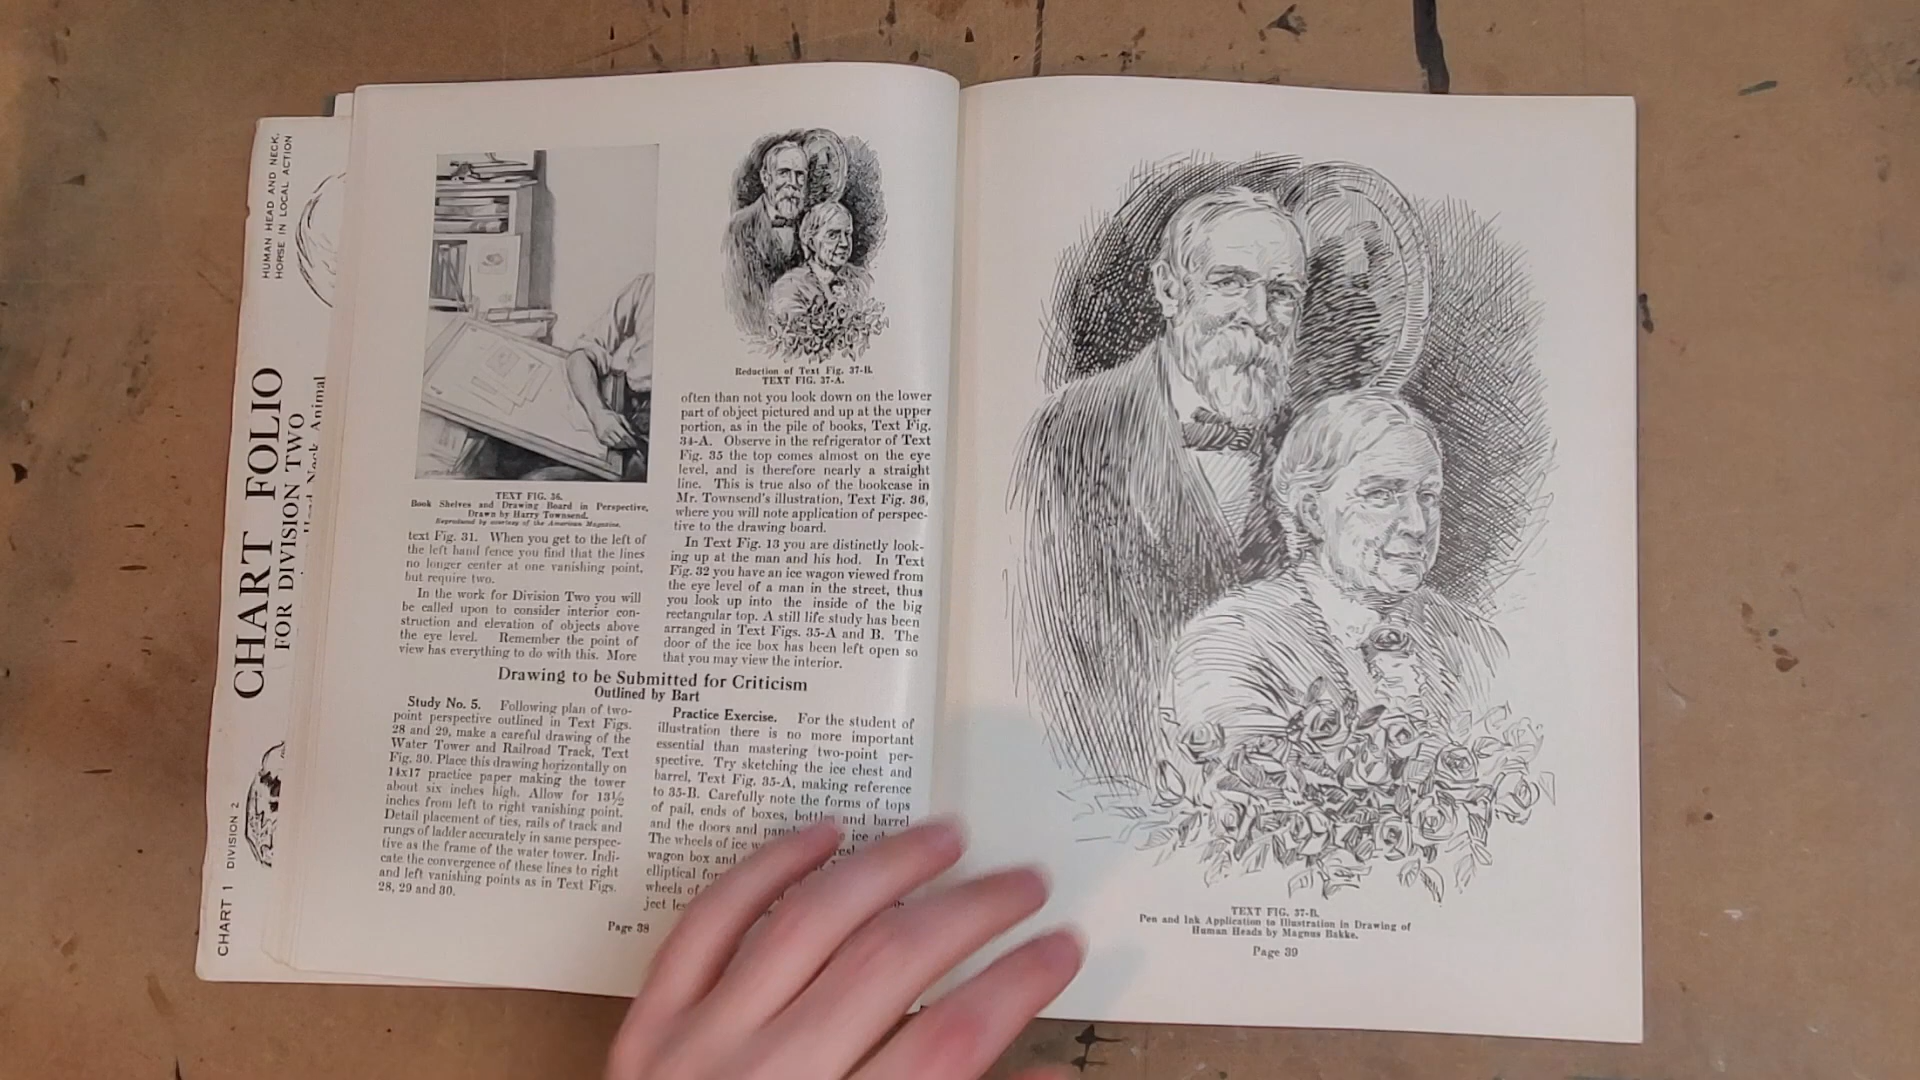 HUMAN HEAD AND NECK.
HORSE IN LOCAL ACTION
CHART FOLIO
FOR DIVISION TWO
Animal
CHART 1 DIVISION 2
TEXT FIG. 36.
Book Shelves and Drawing Board in Perspective,
Drawn by Harry Townsend.
Reproduced by courtesy of the American Magazine.
text Fig. 31. When you get to the left of
the left hand fence you find that the lines
no longer center at one vanishing point,
but require two.
In the work for Division Two you will
be called upon to consider interior con-
struction and elevation of objects above
the eye level. Remember the point of
view has everything to do with this. More
Reduction of Text Fig. 37-B.
TEXT FIG. 37-A.
often than not you look down on the lower
part of object pictured and up at the upper
portion, as in the pile of books, Text Fig.
34-A. Observe in the refrigerator of Text
Fig. 35 the top comes almost on the eye
level, and is therefore nearly a straight
line. This is true also of the bookcase in
Mr. Townsend's illustration, Text Fig. 36,
where you will note application of perspec-
tive to the drawing board.
In Text Fig. 13 you are distinctly look-
ing up at the man and his hod. In Text
Fig. 32 you have an ice wagon viewed from
the eye level of a man in the street, thus
you look up into the inside of the big
rectangular top. A still life study has been
arranged in Text Figs. 35-A and B. The
door of the ice box has been left open so
that you may view the interior.
Drawing to be Submitted for Criticism
Outlined by Bart
Study No. 5. Following plan of two-
point perspective outlined in Text Figs.
28 and 29, make a careful drawing of the
Water Tower and Railroad Track, Text
Fig. 30. Place this drawing horizontally on
14x17 practice paper making the tower
about six inches high. Allow for 13½
inches from left to right vanishing point.
Detail placement of ties, rails of track and
rungs of ladder accurately in same perspec-
tive as the frame of the water tower. Indi-
cate the convergence of these lines to right
and left vanishing points as in Text Figs.
28, 29 and 30.
Practice Exercise. For the student of
illustration there is no more important
essential than mastering two-point per-
spective. Try sketching the ice chest and
barrel, Text Fig. 35-A, making reference
to 35-B. Carefully note the forms of tops
of pail, ends of boxes, bottles and barrel
and the doors and ice
The wheels of ice
wagon box and
elliptical
wheels of
Page 38
TEXT FIG. 37-B.
Pen and Ink Application to Illustration in Drawing of
Human Heads by Magnus Bakke.
Page 39